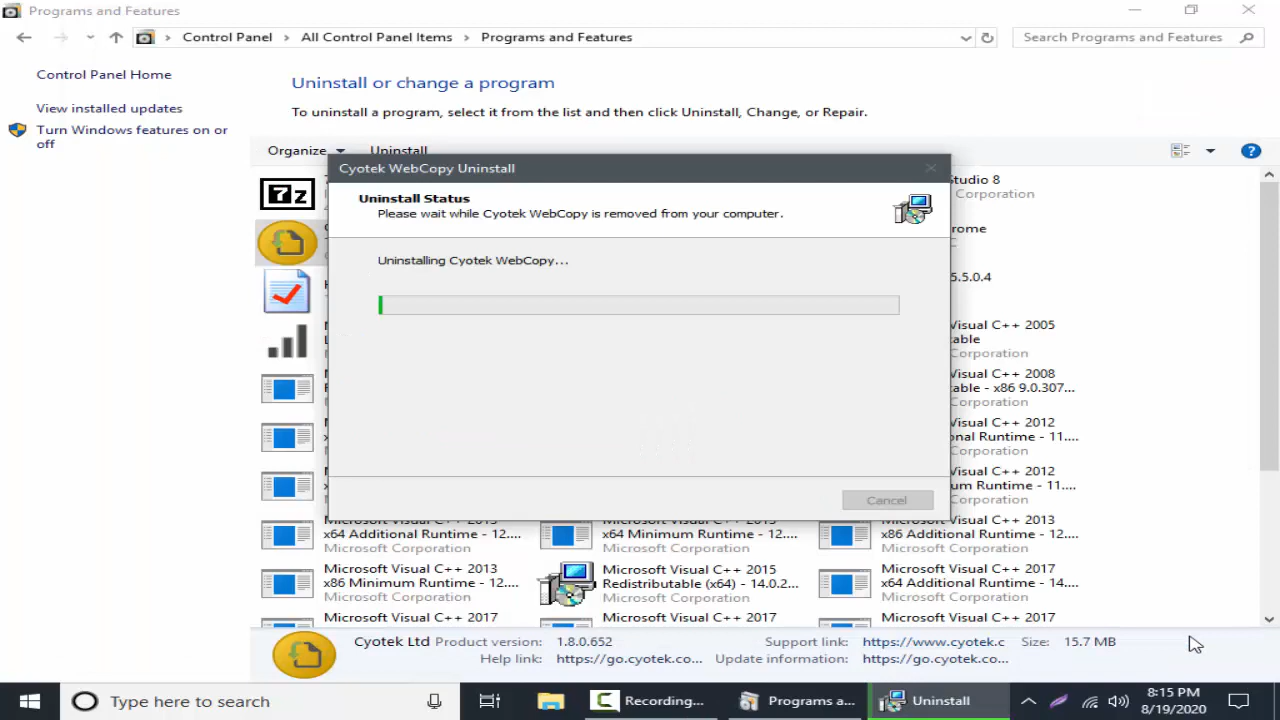 Programs and Features
Control Panel > All Control Panel Items > Programs and Features
Search Programs and Features
Control Panel Home
View installed updates
Turn Windows features on or
off
Uninstall or change a program
To uninstall a program, select it from the list and then click Uninstall, Change, or Repair.
Organize Uninstall
Cyotek WebCopy Uninstall
Uninstall Status
Please wait while Cyotek WebCopy is removed from your computer.
Uninstalling Cyotek WebCopy...
Cancel
7z
Studio 8
Corporation
rome
5.5.0.4
Visual C++ 2005
table
Corporation
Visual C++ 2008
table - x86 9.0.307...
Corporation
Visual C++ 2012
tional Runtime - 11....
Corporation
Visual C++ 2012
um Runtime - 11....
Corporation
Microsoft Visual C++ 2013
x64 Additional Runtime - 12....
Microsoft Corporation
Microsoft Visual C++ 2013
x64 Minimum Runtime - 12....
Microsoft Corporation
Microsoft Visual C++ 2013
x86 Additional Runtime - 12....
Microsoft Corporation
Microsoft Visual C++ 2013
x86 Minimum Runtime - 12....
Microsoft Corporation
Microsoft Visual C++ 2015
Redistributable (x64) - 14.0.2...
Microsoft Corporation
Microsoft Visual C++ 2017
x64 Additional Runtime - 14....
Microsoft Corporation
Microsoft Visual C++ 2017
Microsoft Visual C++ 2017
Microsoft Visual C++ 2017
Cyotek Ltd Product version: 1.8.0.652 Support link: https://www.cyotek.c Size: 15.7 MB
Help link: https://go.cyotek.co... Update information: https://go.cyotek.co...
Type here to search
Recording...
Programs a...
Uninstall
8:15 PM
8/19/2020